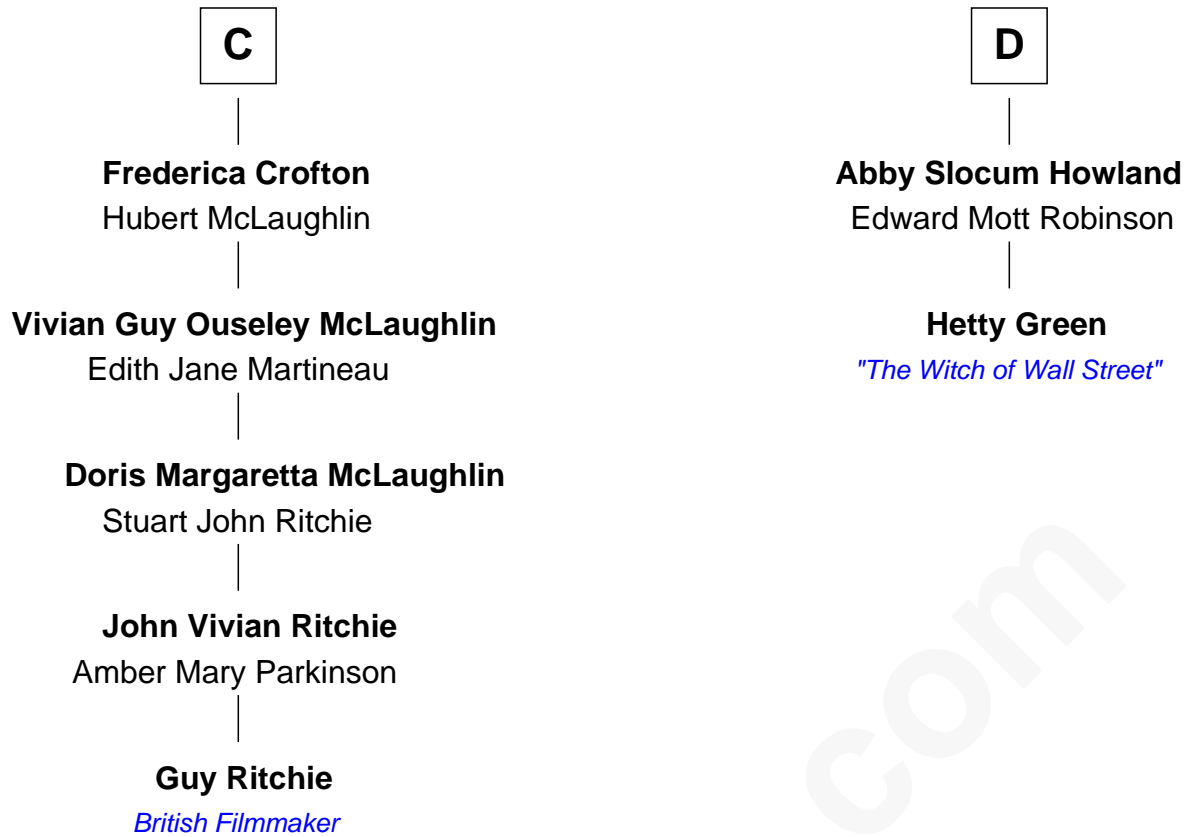 C
Frederica Crofton
Hubert McLaughlin
Vivian Guy Ouseley McLaughlin
Edith Jane Martineau
Doris Margaretta McLaughlin
Stuart John Ritchie
John Vivian Ritchie
Amber Mary Parkinson
Guy Ritchie
British Filmmaker
D
Abby Slocum Howland
Edward Mott Robinson
Hetty Green
"The Witch of Wall Street"
com